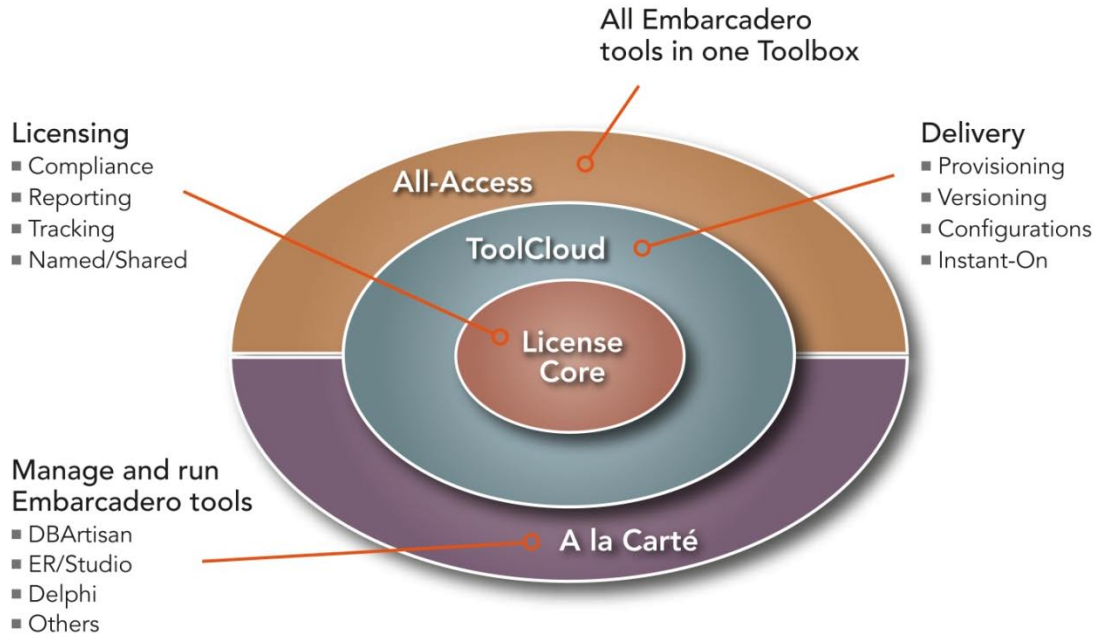 All Embarcadero
tools in one Toolbox
Licensing
■ Compliance
■ Reporting
■ Tracking
■ Named/Shared
Delivery
■ Provisioning
■ Versioning
■ Configurations
■ Instant-On
All-Access
ToolCloud
License
Core
A la Carté
Manage and run
Embarcadero tools
■ DBArtisan
■ ER/Studio
■ Delphi
■ Others